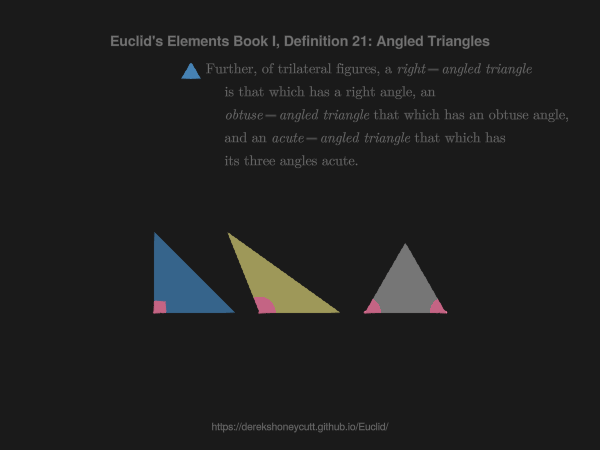 Euclid's Elements Book I, Definition 21: Angled Triangles
Further, of trilateral figures, a right−angled triangle
is that which has a right angle, an
obtuse−angled triangle that which has an obtuse angle,
and an acute−angled triangle that which has
its three angles acute.
https://derekshoneycutt.github.io/Euclid/